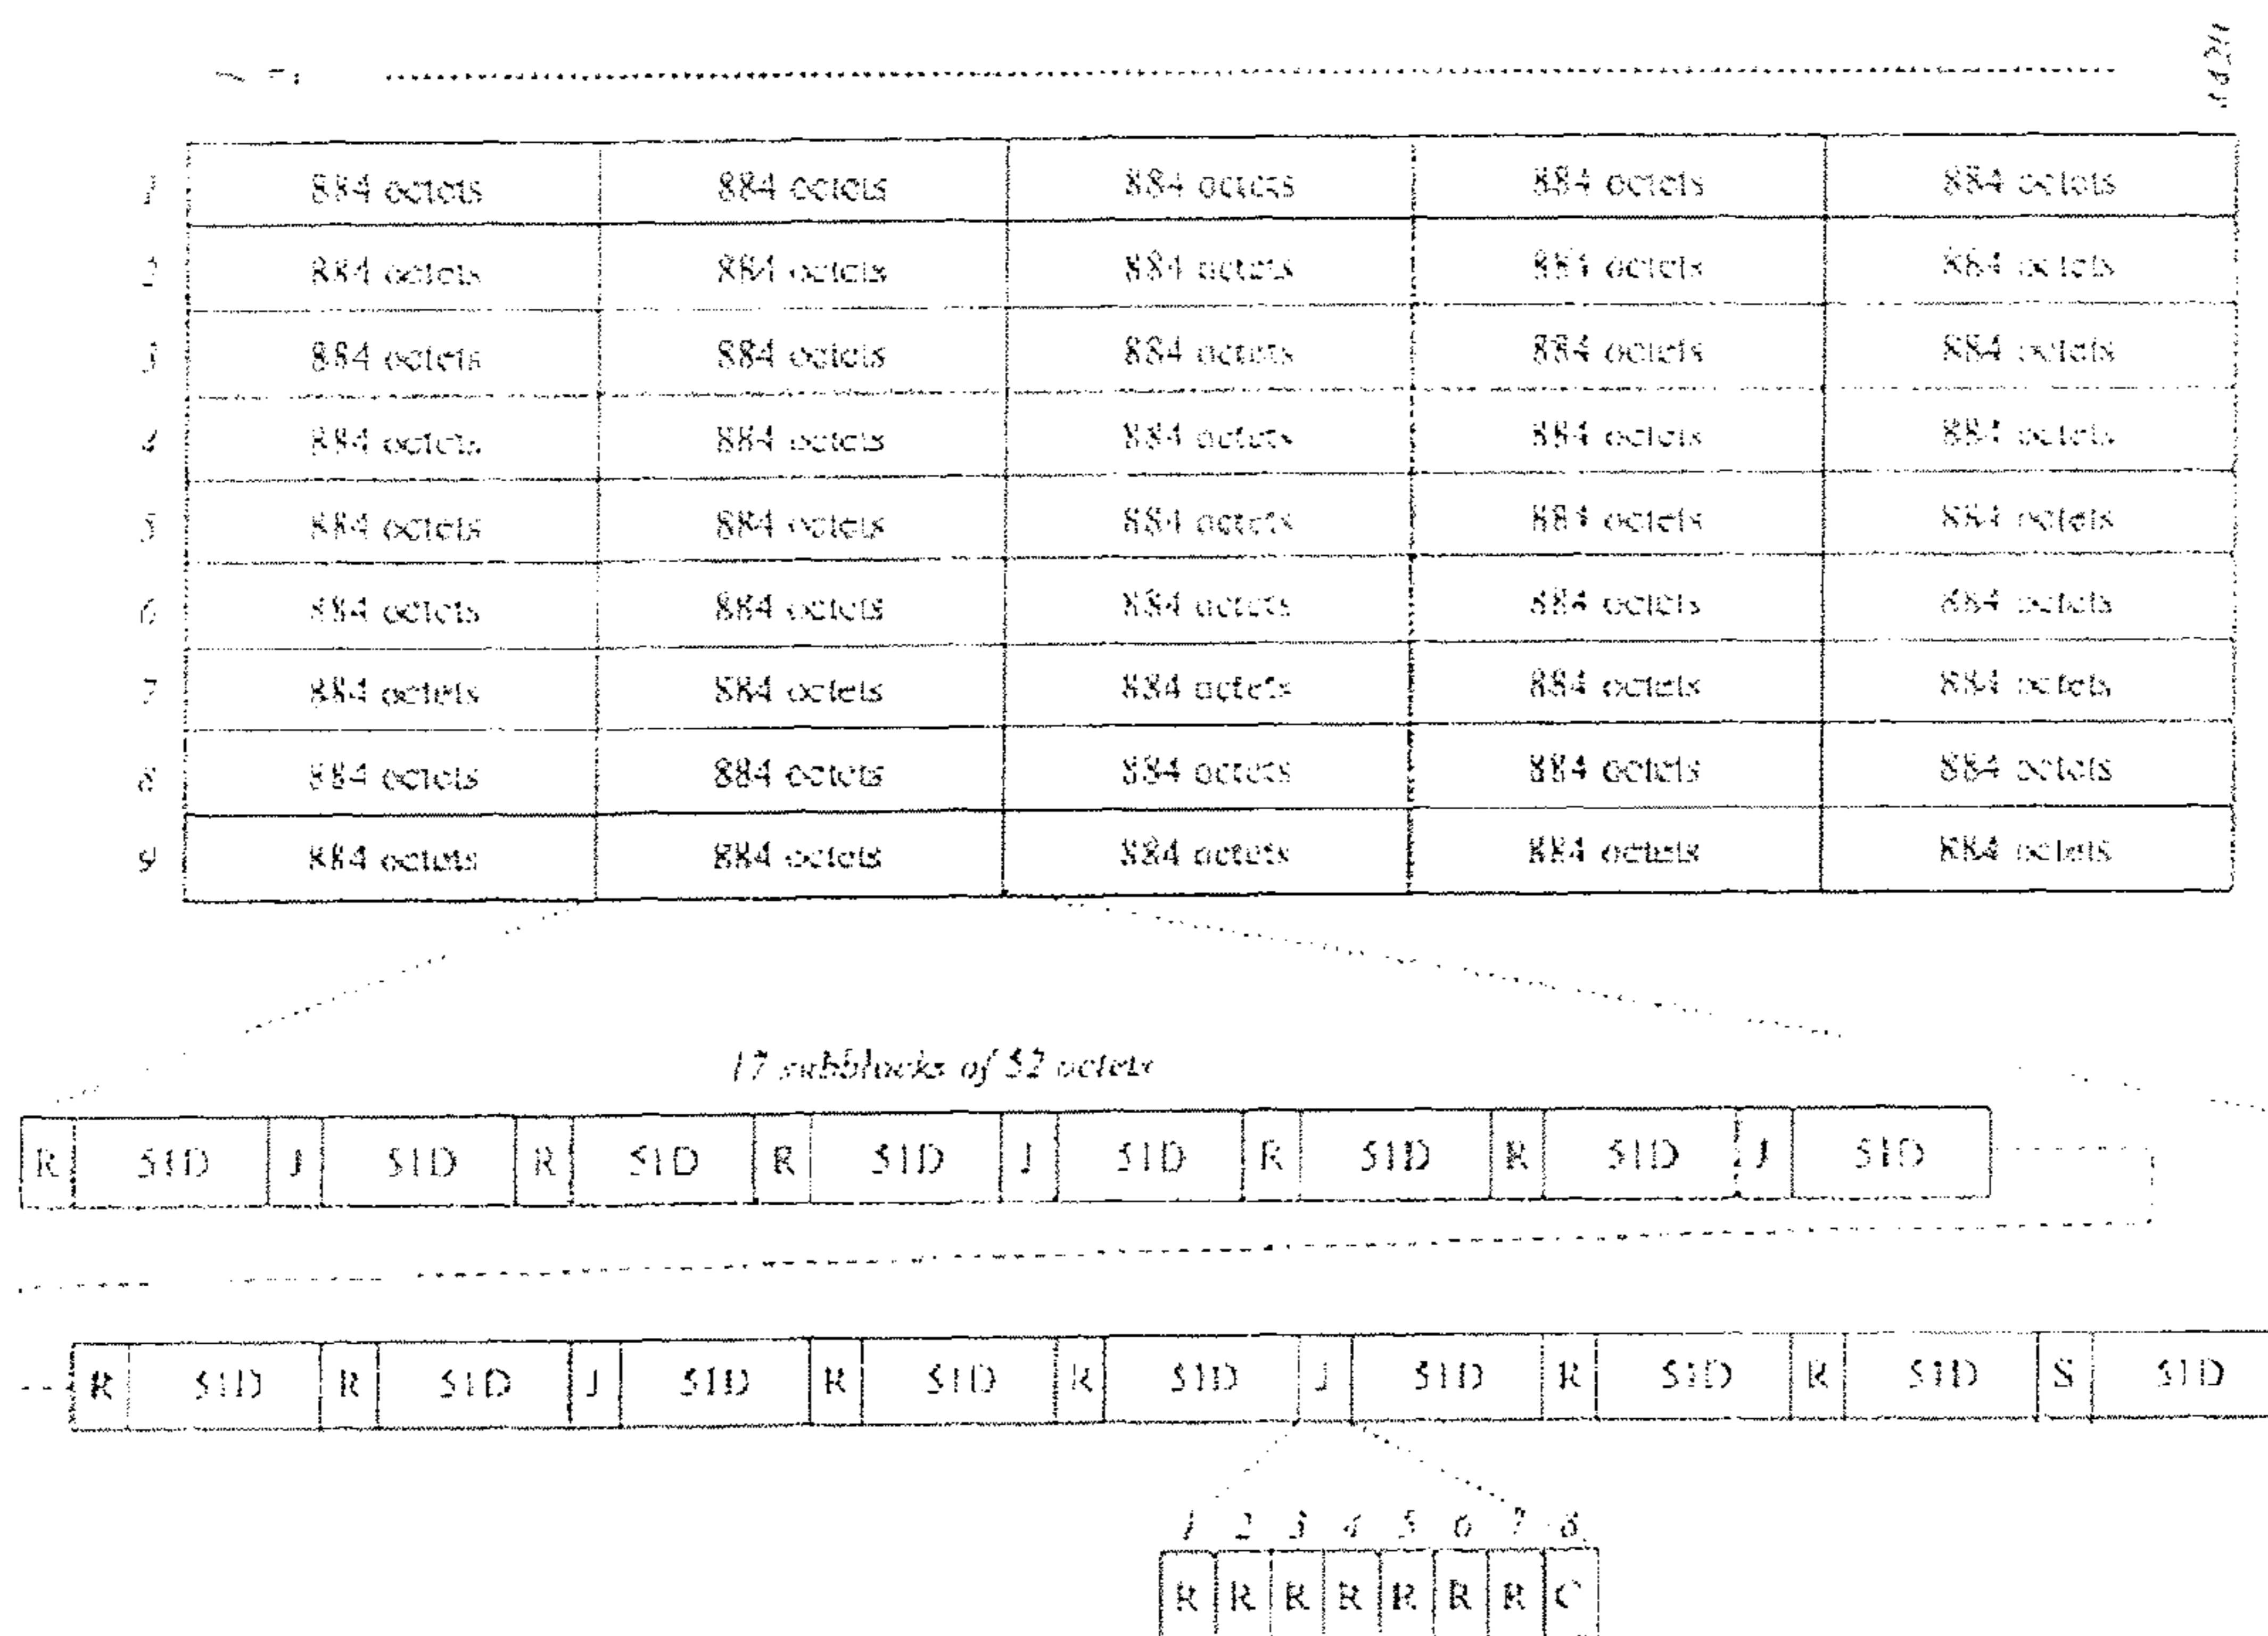 4420
1 884 octets 884 octets 884 octets 884 octets 884 octets
2 884 octets 884 octets 884 octets 884 octets 884 octets
3 884 octets 884 octets 884 octets 884 octets 884 octets
4 884 octets 884 octets 884 octets 884 octets 884 octets
5 884 octets 884 octets 884 octets 884 octets 884 octets
6 884 octets 884 octets 884 octets 884 octets 884 octets
7 884 octets 884 octets 884 octets 884 octets 884 octets
8 884 octets 884 octets 884 octets 884 octets 884 octets
9 884 octets 884 octets 884 octets 884 octets 884 octets
17 subblocks of 52 octets
R 51D J 51D R 51D R 51D J 51D R 51D R 51D J 51D
R 51D R 51D J 51D R 51D R 51D J 51D R 51D R 51D S 51D
1 2 3 4 5 6 7 8
R R R R R R R C